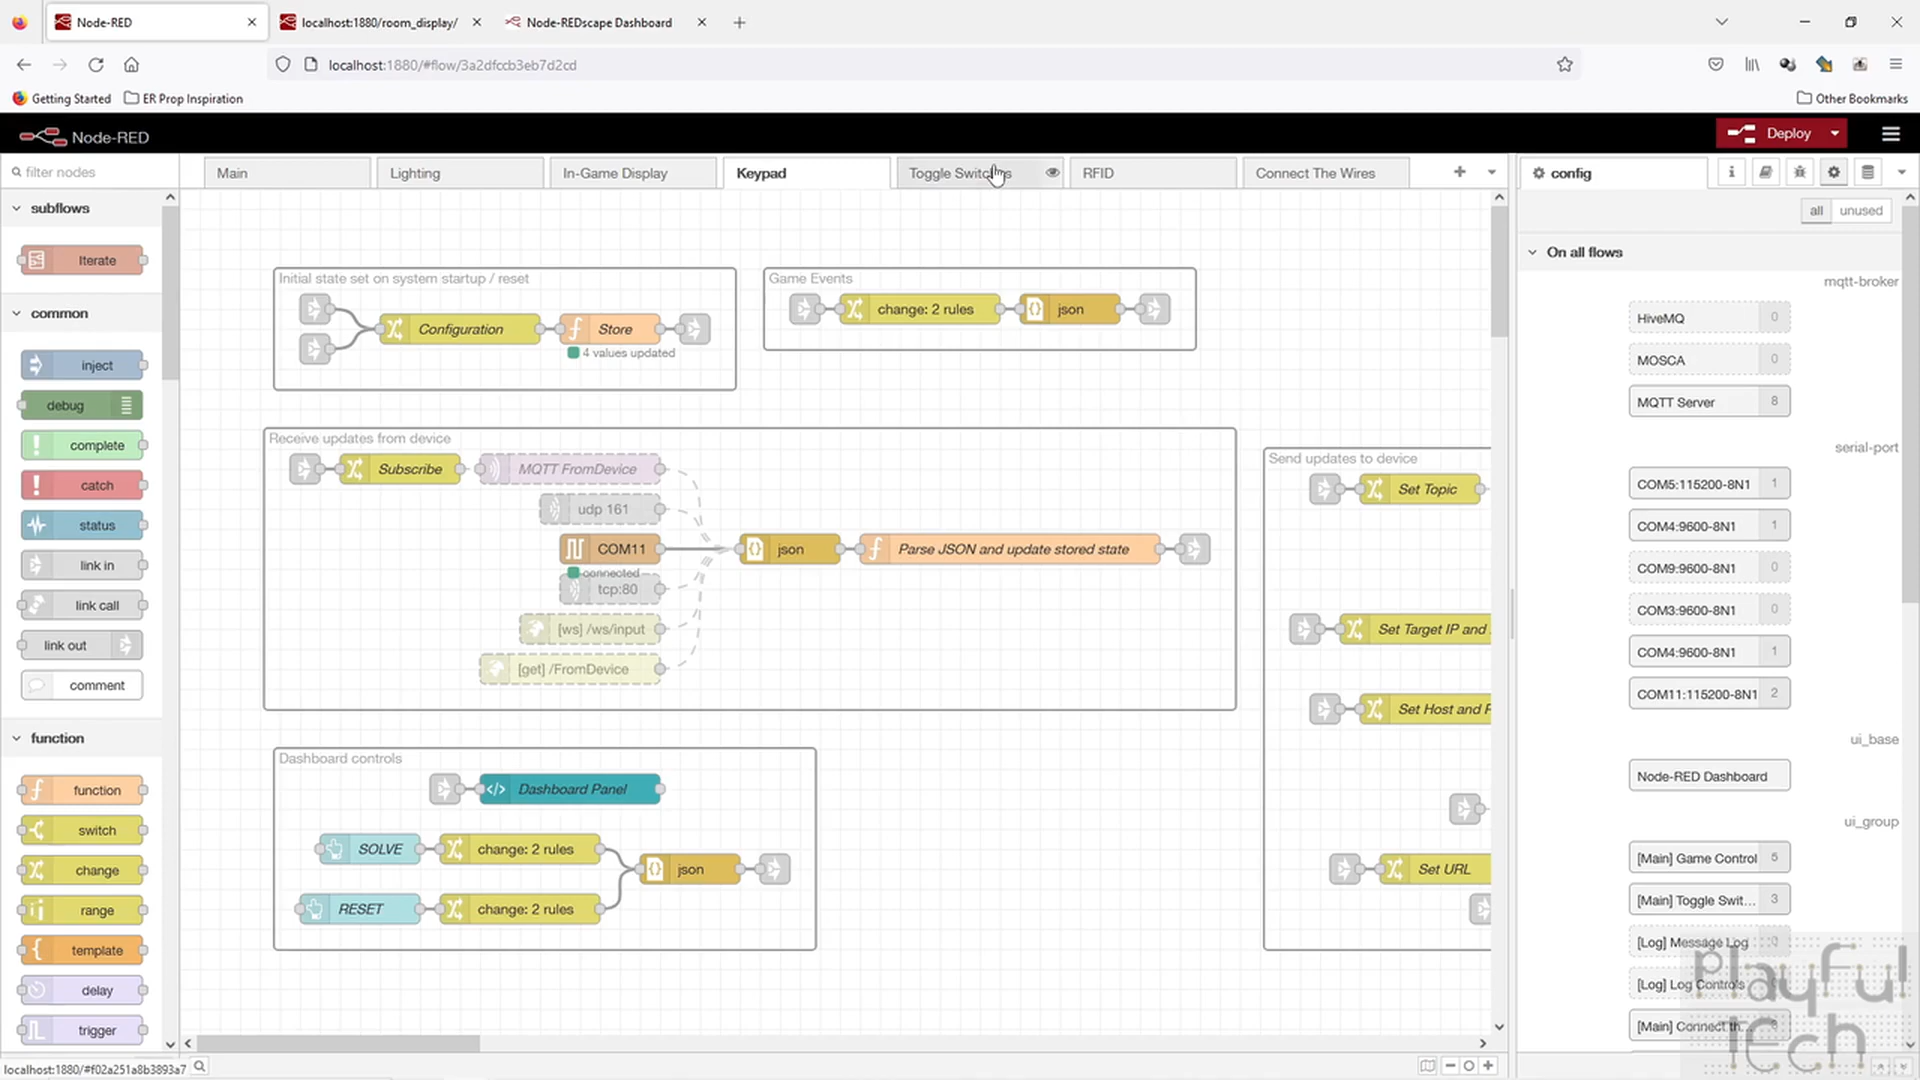 Node-RED
localhost:1880/room_display/
Node-REDscape Dashboard
localhost:1880/#flow/3a2dfccb3eb7d2cd
Getting Started
ER Prop Inspiration
Other Bookmarks
Node-RED
Deploy
filter nodes
Main
Lighting
In-Game Display
Keypad
Toggle Switches
RFID
Connect The Wires
config
all
unused
subflows
Iterate
common
inject
debug
complete
catch
status
link in
link call
link out
comment
function
function
switch
change
range
template
delay
trigger
Initial state set on system startup / reset
Configuration
Store
4 values updated
Game Events
change: 2 rules
json
Receive updates from device
Subscribe
MQTT FromDevice
udp 161
COM11
connected
tcp:80
[ws] /ws/input
[get] /FromDevice
json
Parse JSON and update stored state
Send updates to device
Set Topic
Set Target IP and
Set Host and P
Set URL
Dashboard controls
Dashboard Panel
SOLVE
change: 2 rules
json
RESET
change: 2 rules
On all flows
mqtt-broker
HiveMQ 0
MOSCA 0
MQTT Server 8
serial-port
COM5:115200-8N1 1
COM4:9600-8N1 1
COM9:9600-8N1 0
COM3:9600-8N1 0
COM4:9600-8N1 1
COM11:115200-8N1 2
ui_base
Node-RED Dashboard
ui_group
[Main] Game Control 5
[Main] Toggle Swit... 3
[Log] Message Log
[Log] Log Controls
[Main] Connect th...
playful
tech
localhost:1880/#f02a251a8b3893a7